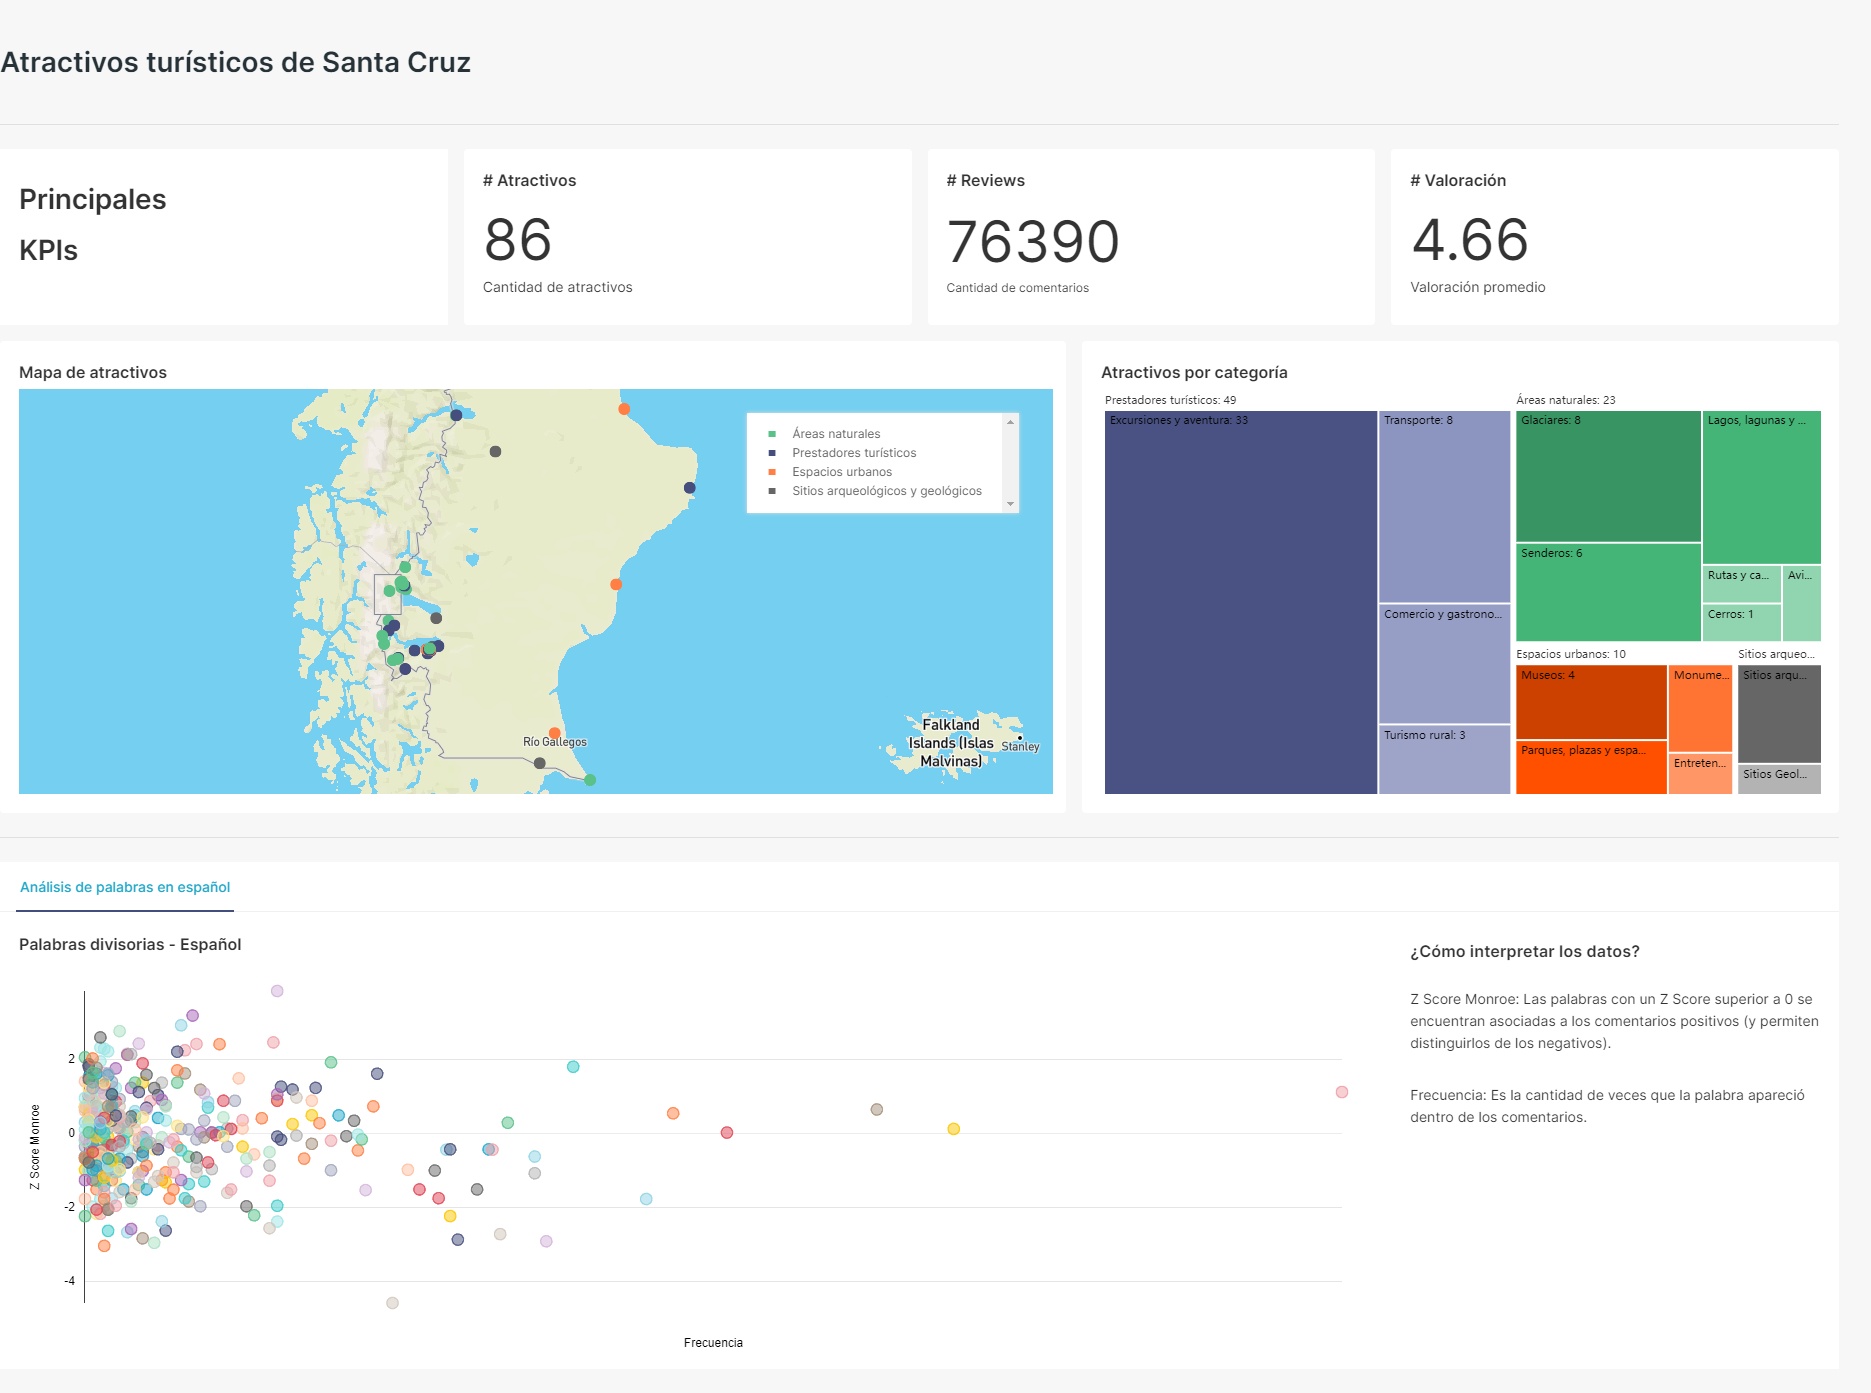 Atractivos turísticos de Santa Cruz
Principales
KPIs
# Atractivos
86
Cantidad de atractivos
# Reviews
76390
Cantidad de comentarios
# Valoración
4.66
Valoración promedio
Mapa de atractivos
Áreas naturales
Prestadores turísticos
Espacios urbanos
Sitios arqueológicos y geológicos
Río Gallegos
Falkland
Islands (Islas
Malvinas)
Stanley
Atractivos por categoría
Prestadores turísticos: 49
Excursiones y aventura: 33
Transporte: 8
Comercio y gastrono...
Turismo rural: 3
Áreas naturales: 23
Glaciares: 8
Lagos, lagunas y ...
Senderos: 6
Rutas y ca...
Avi...
Cerros: 1
Espacios urbanos: 10
Museos: 4
Monume...
Parques, plazas y espa...
Entreten...
Sitios arqueo...
Sitios arqu...
Sitios Geol...
Análisis de palabras en español
Palabras divisorias - Español
Z Score Monroe
2
0
-2
-4
Frecuencia
¿Cómo interpretar los datos?
Z Score Monroe: Las palabras con un Z Score superior a 0 se
encuentran asociadas a los comentarios positivos (y permiten
distinguirlos de los negativos).
Frecuencia: Es la cantidad de veces que la palabra apareció
dentro de los comentarios.